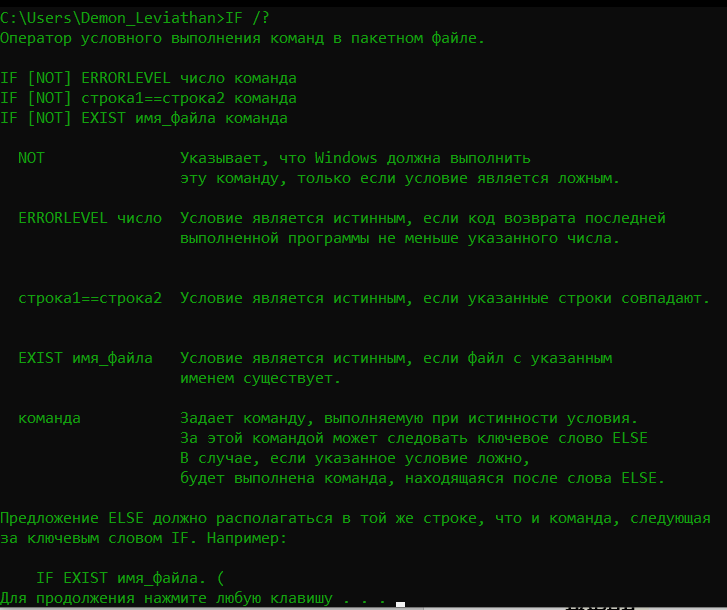 C:\Users\Demon_Leviathan>IF /?
Оператор условного выполнения команд в пакетном файле.
IF [NOT] ERRORLEVEL число команда
IF [NOT] строка1==строка2 команда
IF [NOT] EXIST имя_файла команда
NOT Указывает, что Windows должна выполнить
эту команду, только если условие является ложным.
ERRORLEVEL число Условие является истинным, если код возврата последней
выполненной программы не меньше указанного числа.
строка1==строка2 Условие является истинным, если указанные строки совпадают.
EXIST имя_файла Условие является истинным, если файл с указанным
именем существует.
команда Задает команду, выполняемую при истинности условия.
За этой командой может следовать ключевое слово ELSE
В случае, если указанное условие ложно,
будет выполнена команда, находящаяся после слова ELSE.
Предложение ELSE должно располагаться в той же строке, что и команда, следующая
за ключевым словом IF. Например:
IF EXIST имя_файла. (
Для продолжения нажмите любую клавишу . . .